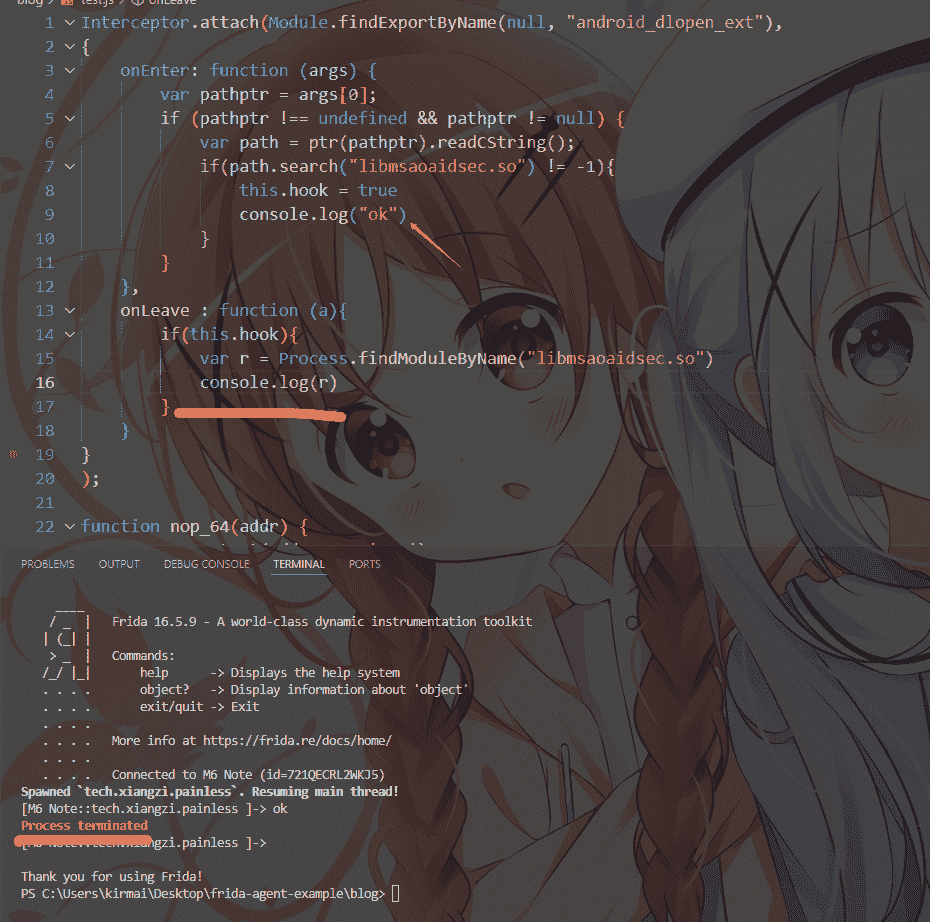 blog > test.js > onLeave
1 Interceptor.attach(Module.findExportByName(null, "android_dlopen_ext"),
2 {
3 onEnter: function (args) {
4 var pathptr = args[0];
5 if (pathptr !== undefined && pathptr != null) {
6 var path = ptr(pathptr).readCString();
7 if(path.search("libmsaoaidsec.so") != -1){
8 this.hook = true
9 console.log("ok")
10 }
11 }
12 },
13 onLeave : function (a){
14 if(this.hook){
15 var r = Process.findModuleByName("libmsaoaidsec.so")
16 console.log(r)
17 }
18 }
19 }
20 );
21
22 function nop_64(addr) {
PROBLEMS OUTPUT DEBUG CONSOLE TERMINAL PORTS
____
/ _  | Frida 16.5.9 - A world-class dynamic instrumentation toolkit
| (_| |
> _  | Commands:
/_/ |_| help -> Displays the help system
. . . . object? -> Display information about 'object'
. . . . exit/quit -> Exit
. . . .
. . . . More info at https://frida.re/docs/home/
. . . .
. . . . Connected to M6 Note (id=721QECRL2WKJ5)
Spawned `tech.xiangzi.painless`. Resuming main thread!
[M6 Note::tech.xiangzi.painless ]-> ok
Process terminated
[M6 Note::tech.xiangzi.painless ]->
Thank you for using Frida!
PS C:\Users\kirmai\Desktop\frida-agent-example\blog>